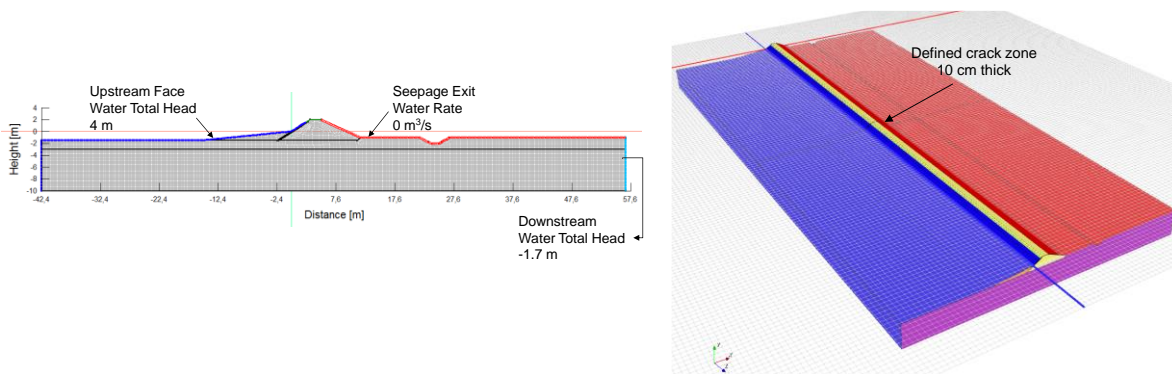 Upstream Face
Water Total Head
4 m
Seepage Exit
Water Rate
0 m³/s
Height [m]
4
2
0
-2
-4
-6
-8
-10
-42,4
-32,4
-22,4
-12,4
-2,4
7,6
17,6
27,6
37,6
47,6
57,6
Distance [m]
Downstream
Water Total Head
-1.7 m
Defined crack zone
10 cm thick
y